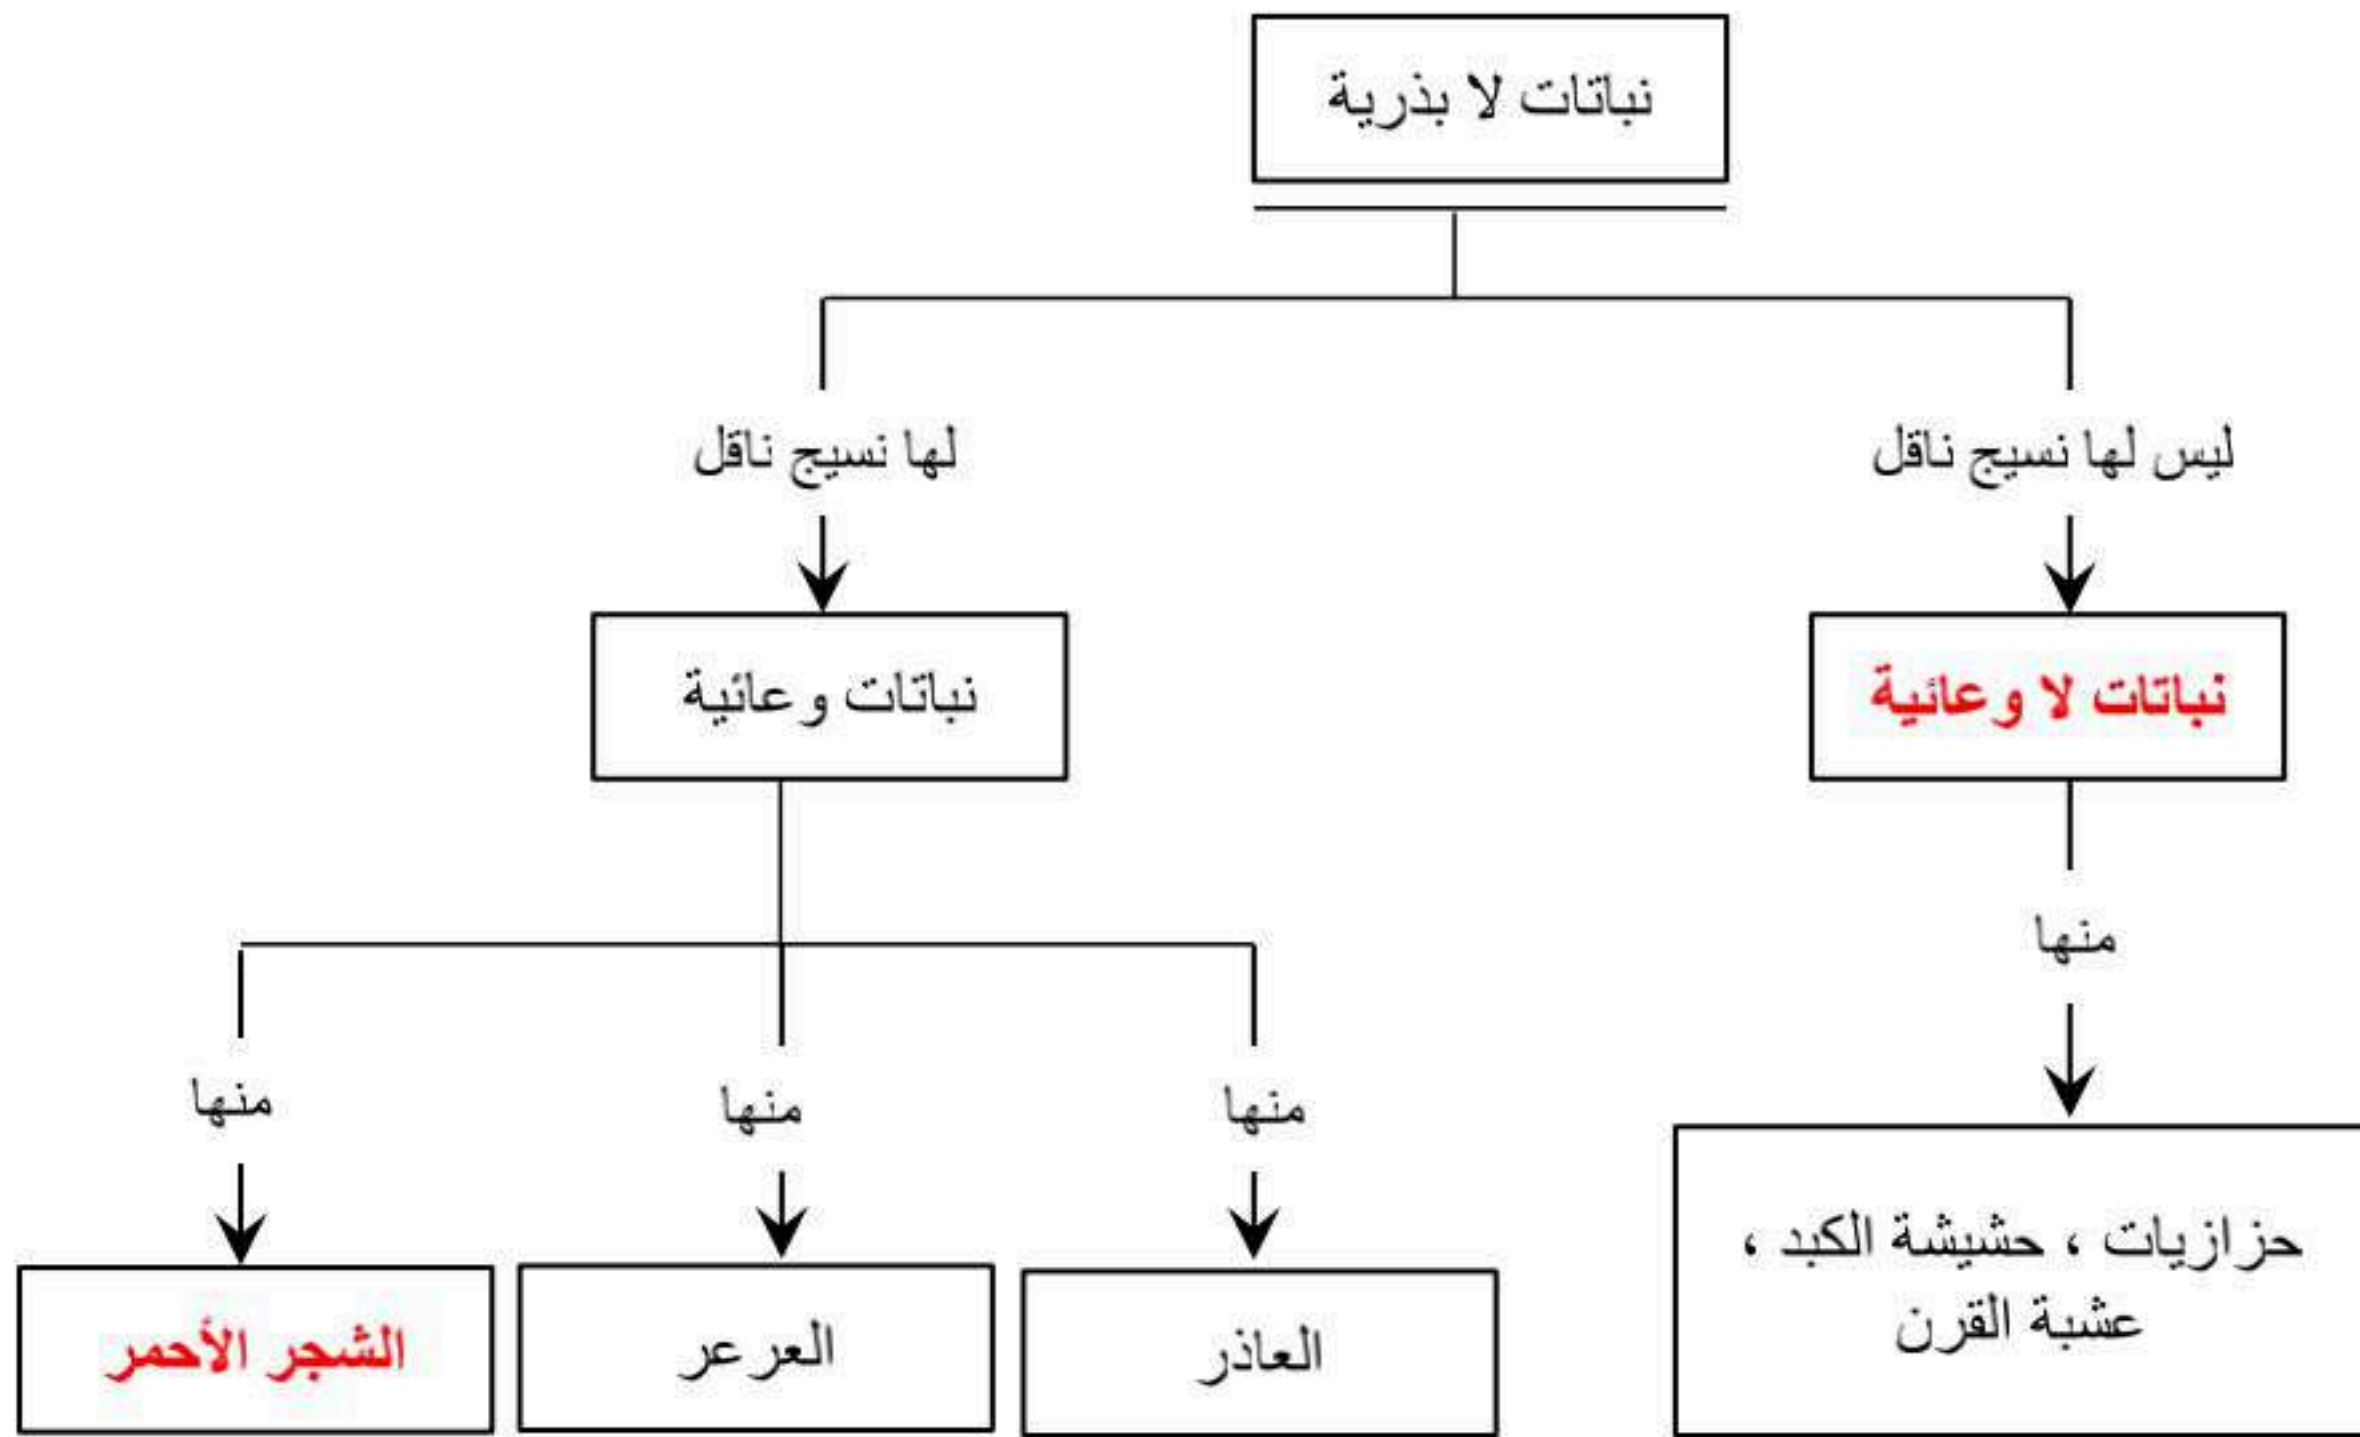 نباتات لا بذرية
ليس لها نسيج ناقل
لها نسيج ناقل
نباتات لا وعائية
نباتات وعائية
منها
منها
منها
منها
حزازيات ، حشيشة الكبد ،
عشبة القرن
العاذر
العرعر
الشجر الأحمر